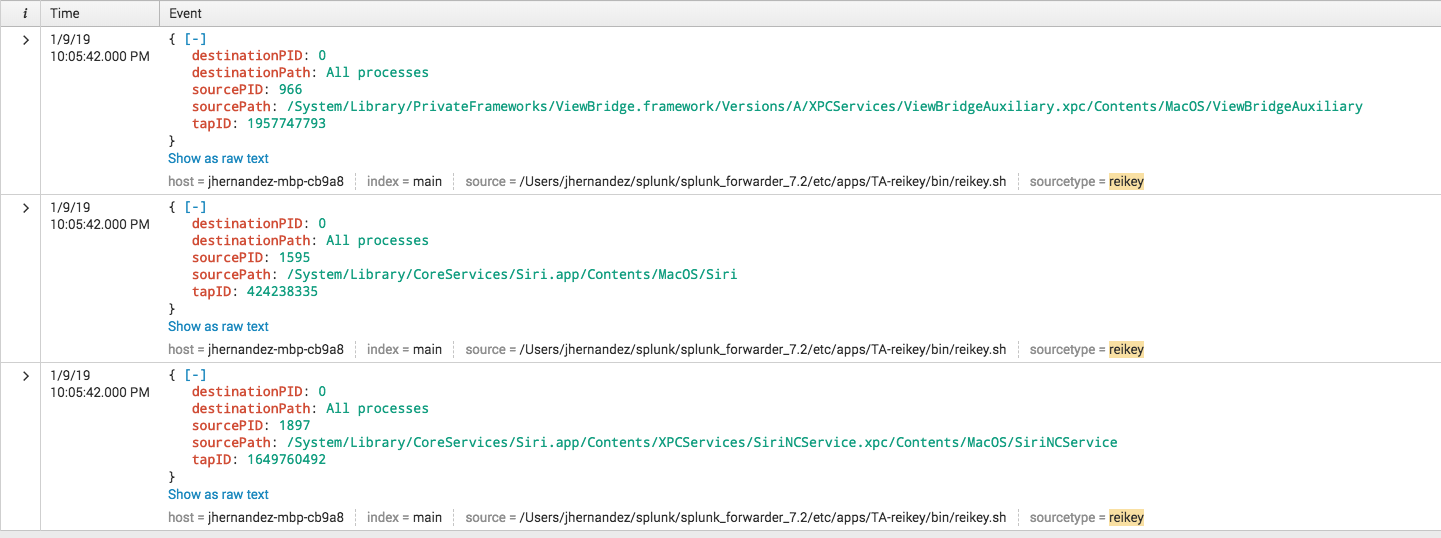 i Time Event
1/9/19 { [-]
10:05:42.000 PM destinationPID: 0
destinationPath: All processes
sourcePID: 966
sourcePath: /System/Library/PrivateFrameworks/ViewBridge.framework/Versions/A/XPCServices/ViewBridgeAuxiliary.xpc/Contents/MacOS/ViewBridgeAuxiliary
tapID: 1957747793
}
Show as raw text
host = jhernandez-mbp-cb9a8 index = main source = /Users/jhernandez/splunk/splunk_forwarder_7.2/etc/apps/TA-reikey/bin/reikey.sh sourcetype = reikey
1/9/19 { [-]
10:05:42.000 PM destinationPID: 0
destinationPath: All processes
sourcePID: 1595
sourcePath: /System/Library/CoreServices/Siri.app/Contents/MacOS/Siri
tapID: 424238335
}
Show as raw text
host = jhernandez-mbp-cb9a8 index = main source = /Users/jhernandez/splunk/splunk_forwarder_7.2/etc/apps/TA-reikey/bin/reikey.sh sourcetype = reikey
1/9/19 { [-]
10:05:42.000 PM destinationPID: 0
destinationPath: All processes
sourcePID: 1897
sourcePath: /System/Library/CoreServices/Siri.app/Contents/XPCServices/SiriNCService.xpc/Contents/MacOS/SiriNCService
tapID: 1649760492
}
Show as raw text
host = jhernandez-mbp-cb9a8 index = main source = /Users/jhernandez/splunk/splunk_forwarder_7.2/etc/apps/TA-reikey/bin/reikey.sh sourcetype = reikey